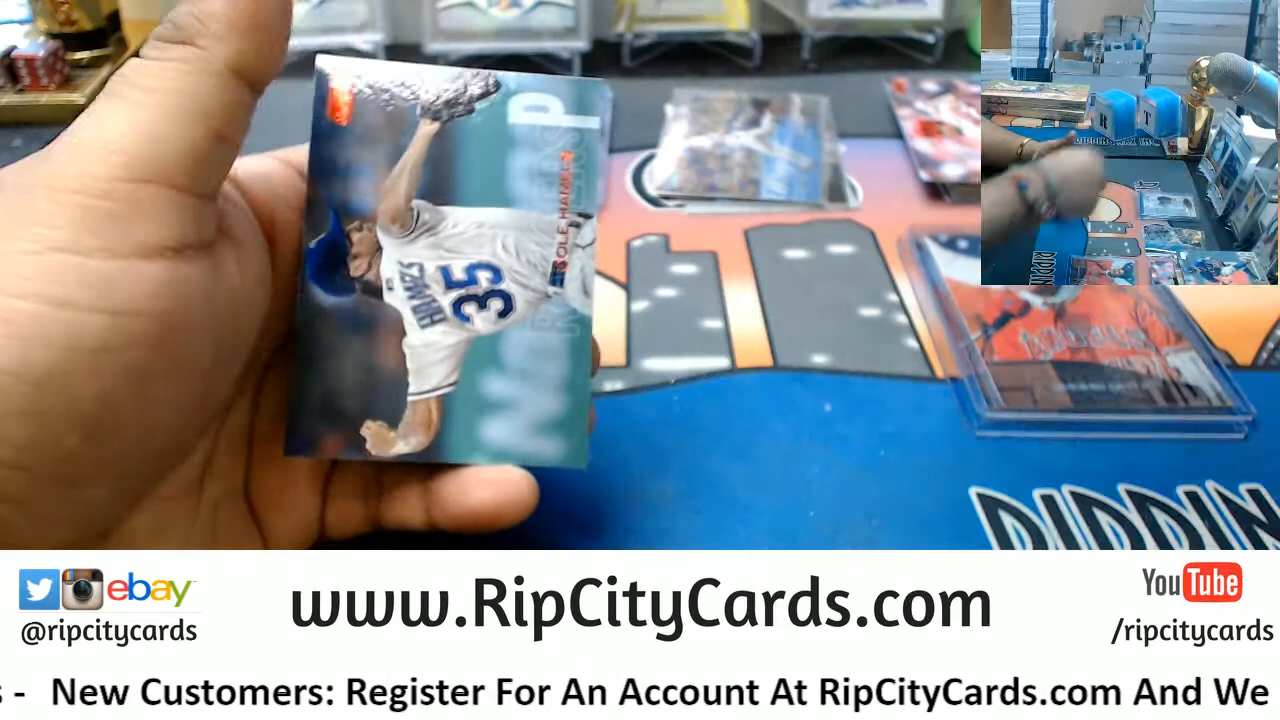 P
COLE HAMELS
HAMELS
35
RIPPIN
ebay
@ripcitycards
www.RipCityCards.com
YouTube
/ripcitycards
s - New Customers: Register For An Account At RipCityCards.com And We